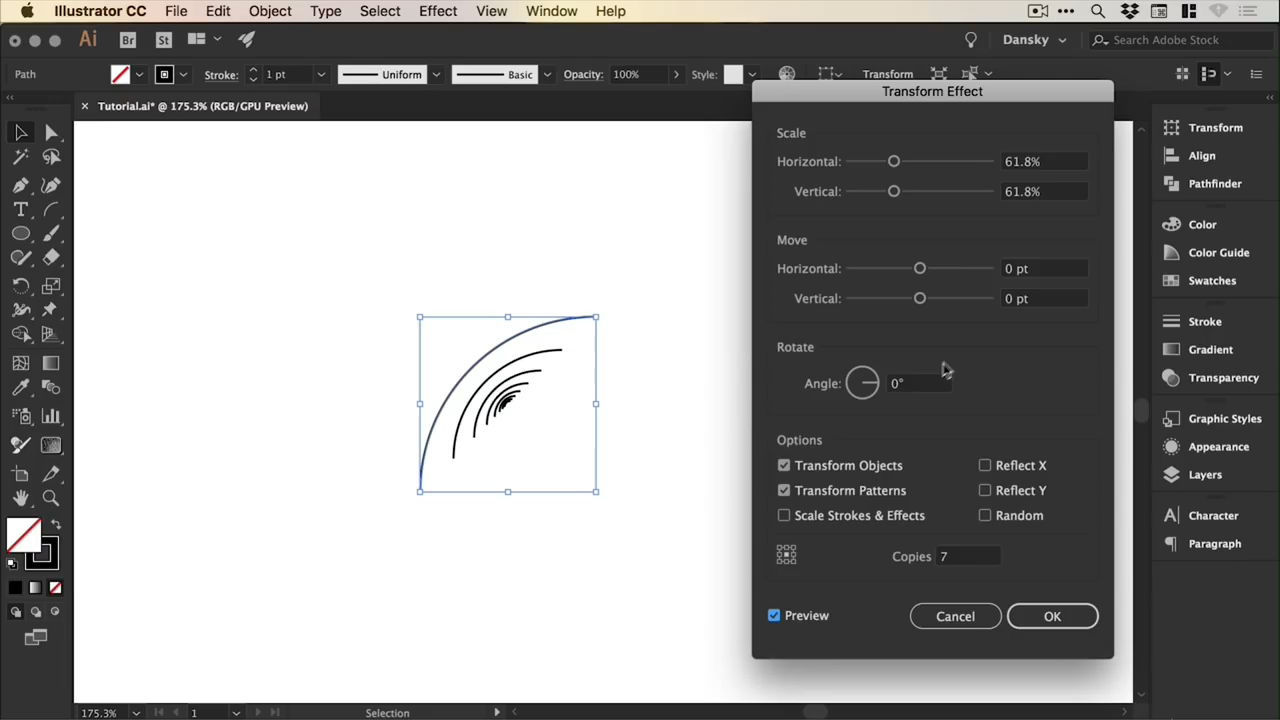 Illustrator CC File Edit Object Type Select Effect View Window Help
Ai Br St Dansky Search Adobe Stock
Path Stroke: 1 pt Uniform Basic Opacity: 100% Style: Transform
Tutorial.ai* @ 175.3% (RGB/GPU Preview)
Transform Effect
Scale
Horizontal: 61.8%
Vertical: 61.8%
Move
Horizontal: 0 pt
Vertical: 0 pt
Rotate
Angle: 0°
Options
Transform Objects Reflect X
Transform Patterns Reflect Y
Scale Strokes & Effects Random
Copies 7
Preview Cancel OK
Transform
Align
Pathfinder
Color
Color Guide
Swatches
Stroke
Gradient
Transparency
Graphic Styles
Appearance
Layers
Character
Paragraph
175.3% 1 Selection